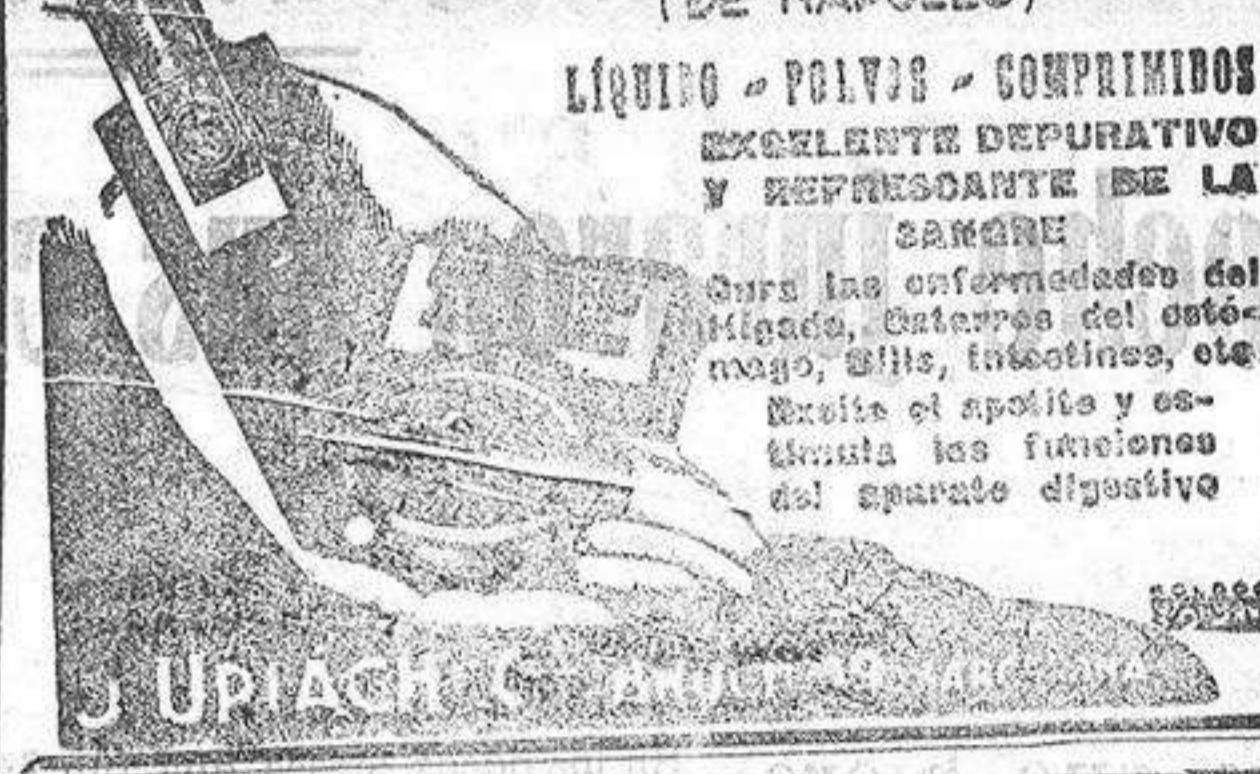 LÍQUIDO - POLVOS - COMPRIMIDOS
EXCELENTE DEPURATIVO
Y REFRESCANTE DE LA
SANGRE
Cura las enfermedades del
Hígado, Catarros del estó-
mago, Bilis, Intestinos, etc
Excita el apetito y es-
timula las funciones
del aparato digestivo
J URIACH C